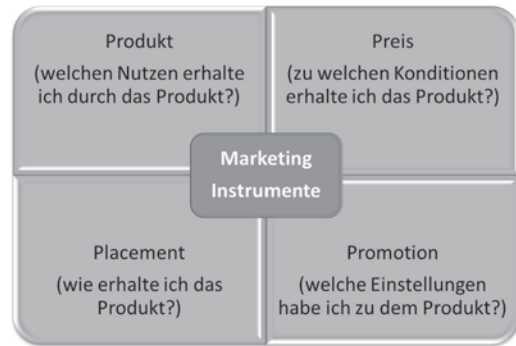 Produkt
(welchen Nutzen erhalte
ich durch das Produkt?)
Preis
(zu welchen Konditionen
erhalte ich das Produkt?)
Marketing
Instrumente
Placement
(wie erhalte ich das
Produkt?)
Promotion
(welche Einstellungen
habe ich zu dem Produkt?)